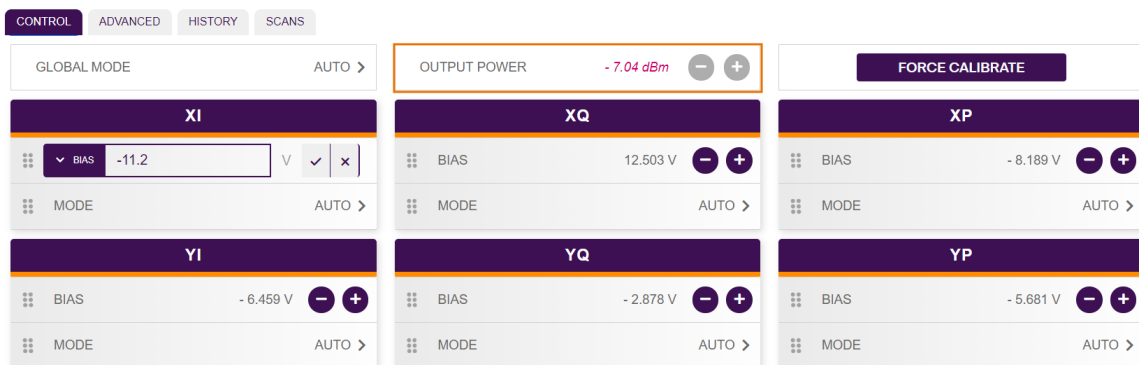 CONTROL ADVANCED HISTORY SCANS
GLOBAL MODE AUTO OUTPUT POWER - 7.04 dBm FORCE CALIBRATE
XI XQ XP
BIAS -11.2 V BIAS 12.503 V BIAS - 8.189 V
MODE AUTO MODE AUTO MODE AUTO
YI YQ YP
BIAS - 6.459 V BIAS - 2.878 V BIAS - 5.681 V
MODE AUTO MODE AUTO MODE AUTO